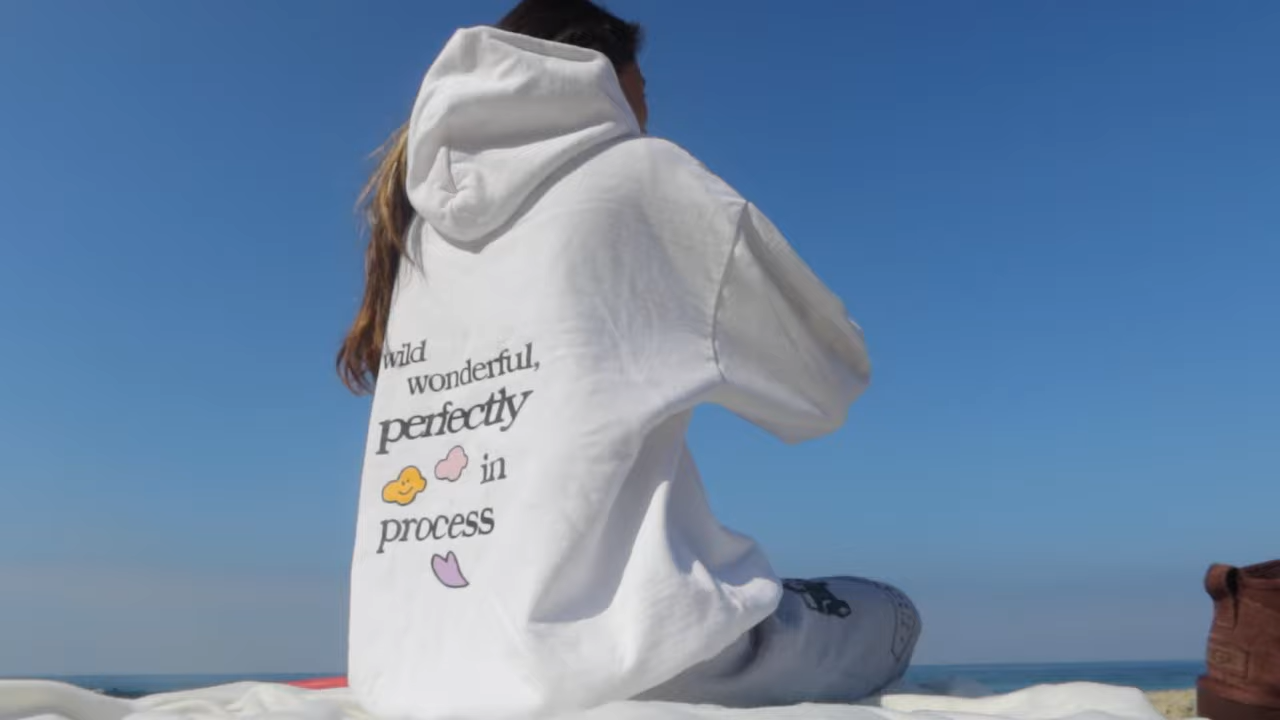 wild
wonderful,
perfectly
in
process